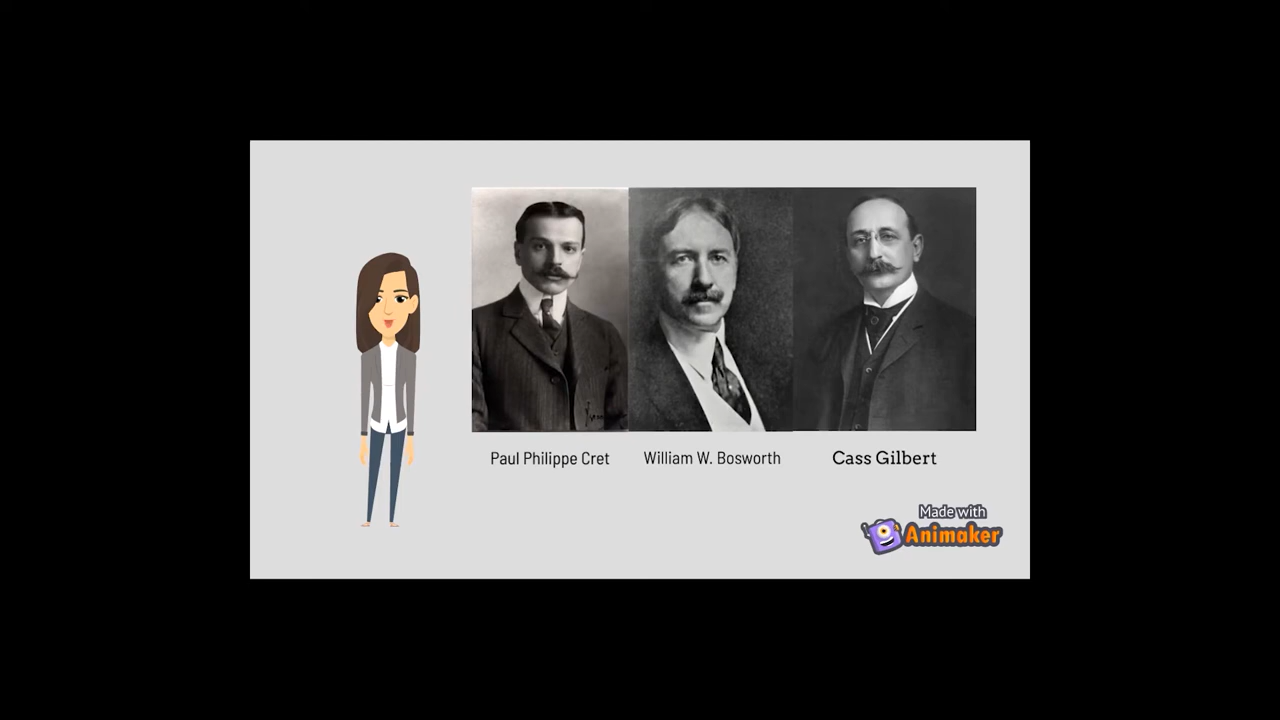 Paul Philippe Cret
William W. Bosworth
Cass Gilbert
Made with
Animaker